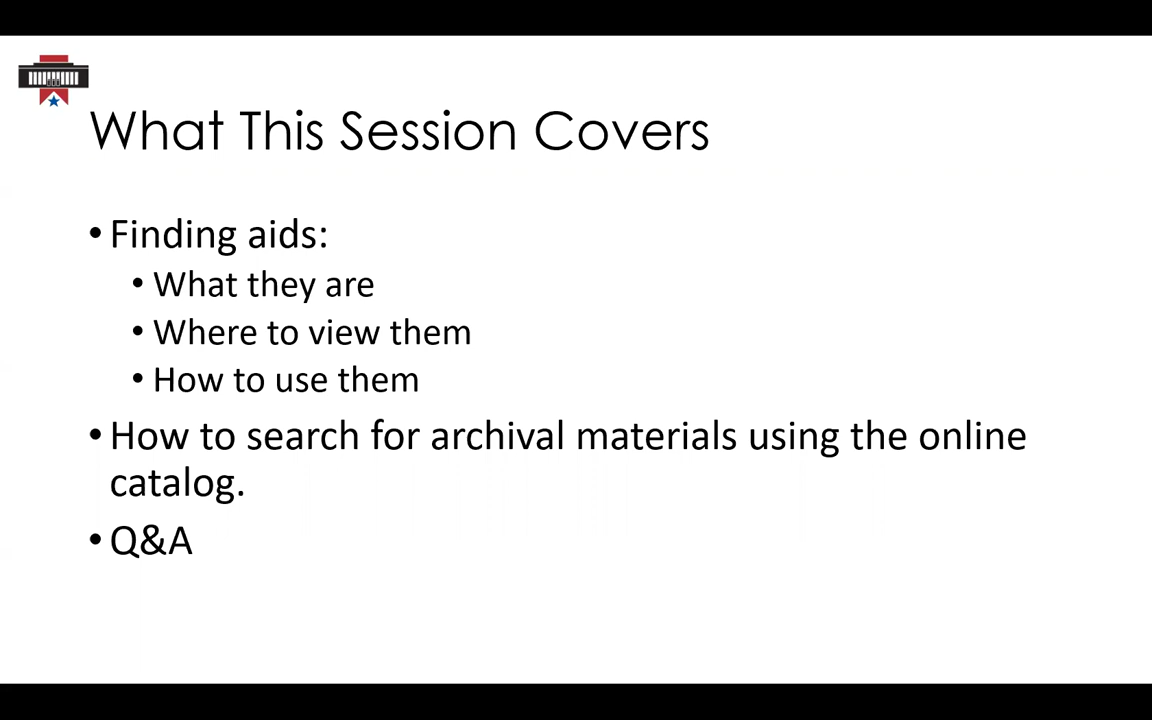 What This Session Covers
• Finding aids:
• What they are
• Where to view them
• How to use them
• How to search for archival materials using the online
catalog.
• Q&A